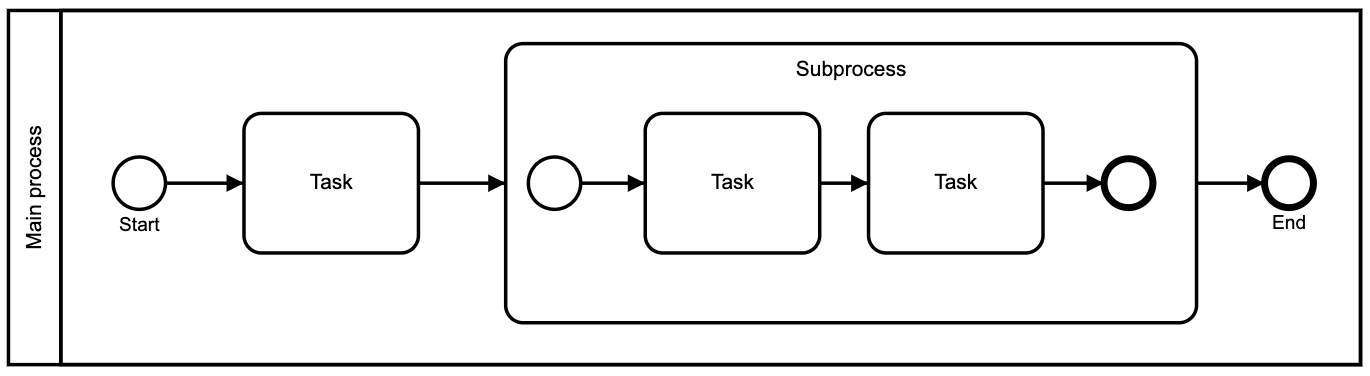 Main process
Start
Task
Subprocess
Task
Task
End